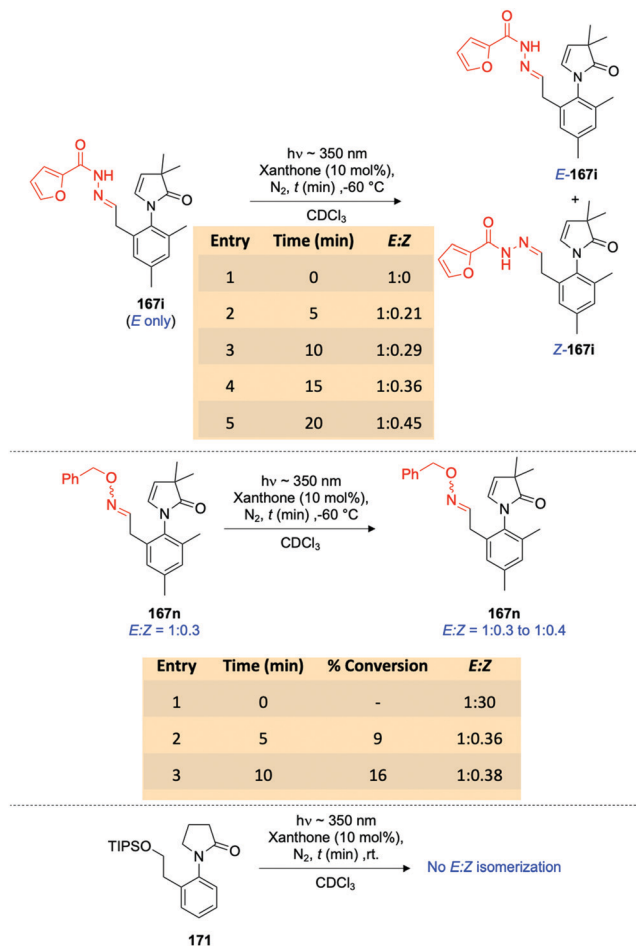 O
NH
N
O
N
O
E-167i
+
hν ~ 350 nm
Xanthone (10 mol%),
N2, t (min) ,-60 °C
CDCl3
O
NH
N
O
N
O
167i
(E only)
Entry Time (min) E:Z
1 0 1:0
2 5 1:0.21
3 10 1:0.29
4 15 1:0.36
5 20 1:0.45
O
N
H
N
O
N
O
Z-167i
Ph
O
N
N
O
167n
E:Z = 1:0.3
hν ~ 350 nm
Xanthone (10 mol%),
N2, t (min) ,-60 °C
CDCl3
Ph
O
N
N
O
167n
E:Z = 1:0.3 to 1:0.4
Entry Time (min) % Conversion E:Z
1 0 - 1:30
2 5 9 1:0.36
3 10 16 1:0.38
TIPSO
N
O
171
hν ~ 350 nm
Xanthone (10 mol%),
N2, t (min) ,rt.
CDCl3
No E:Z isomerization